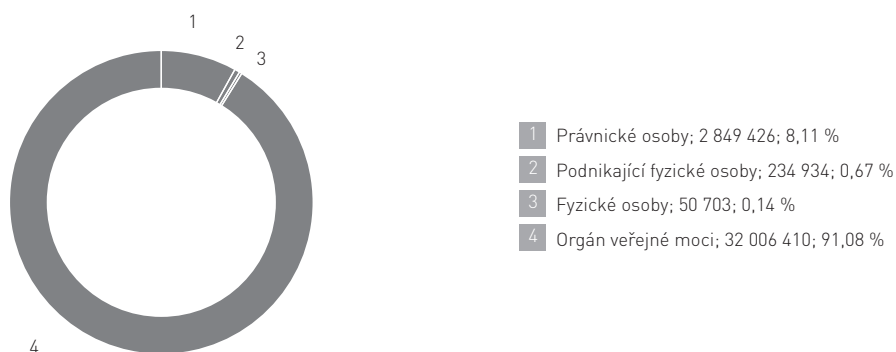 1
2
3
4
1 Právnické osoby; 2 849 426; 8,11 %
2 Podnikající fyzické osoby; 234 934; 0,67 %
3 Fyzické osoby; 50 703; 0,14 %
4 Orgán veřejné moci; 32 006 410; 91,08 %